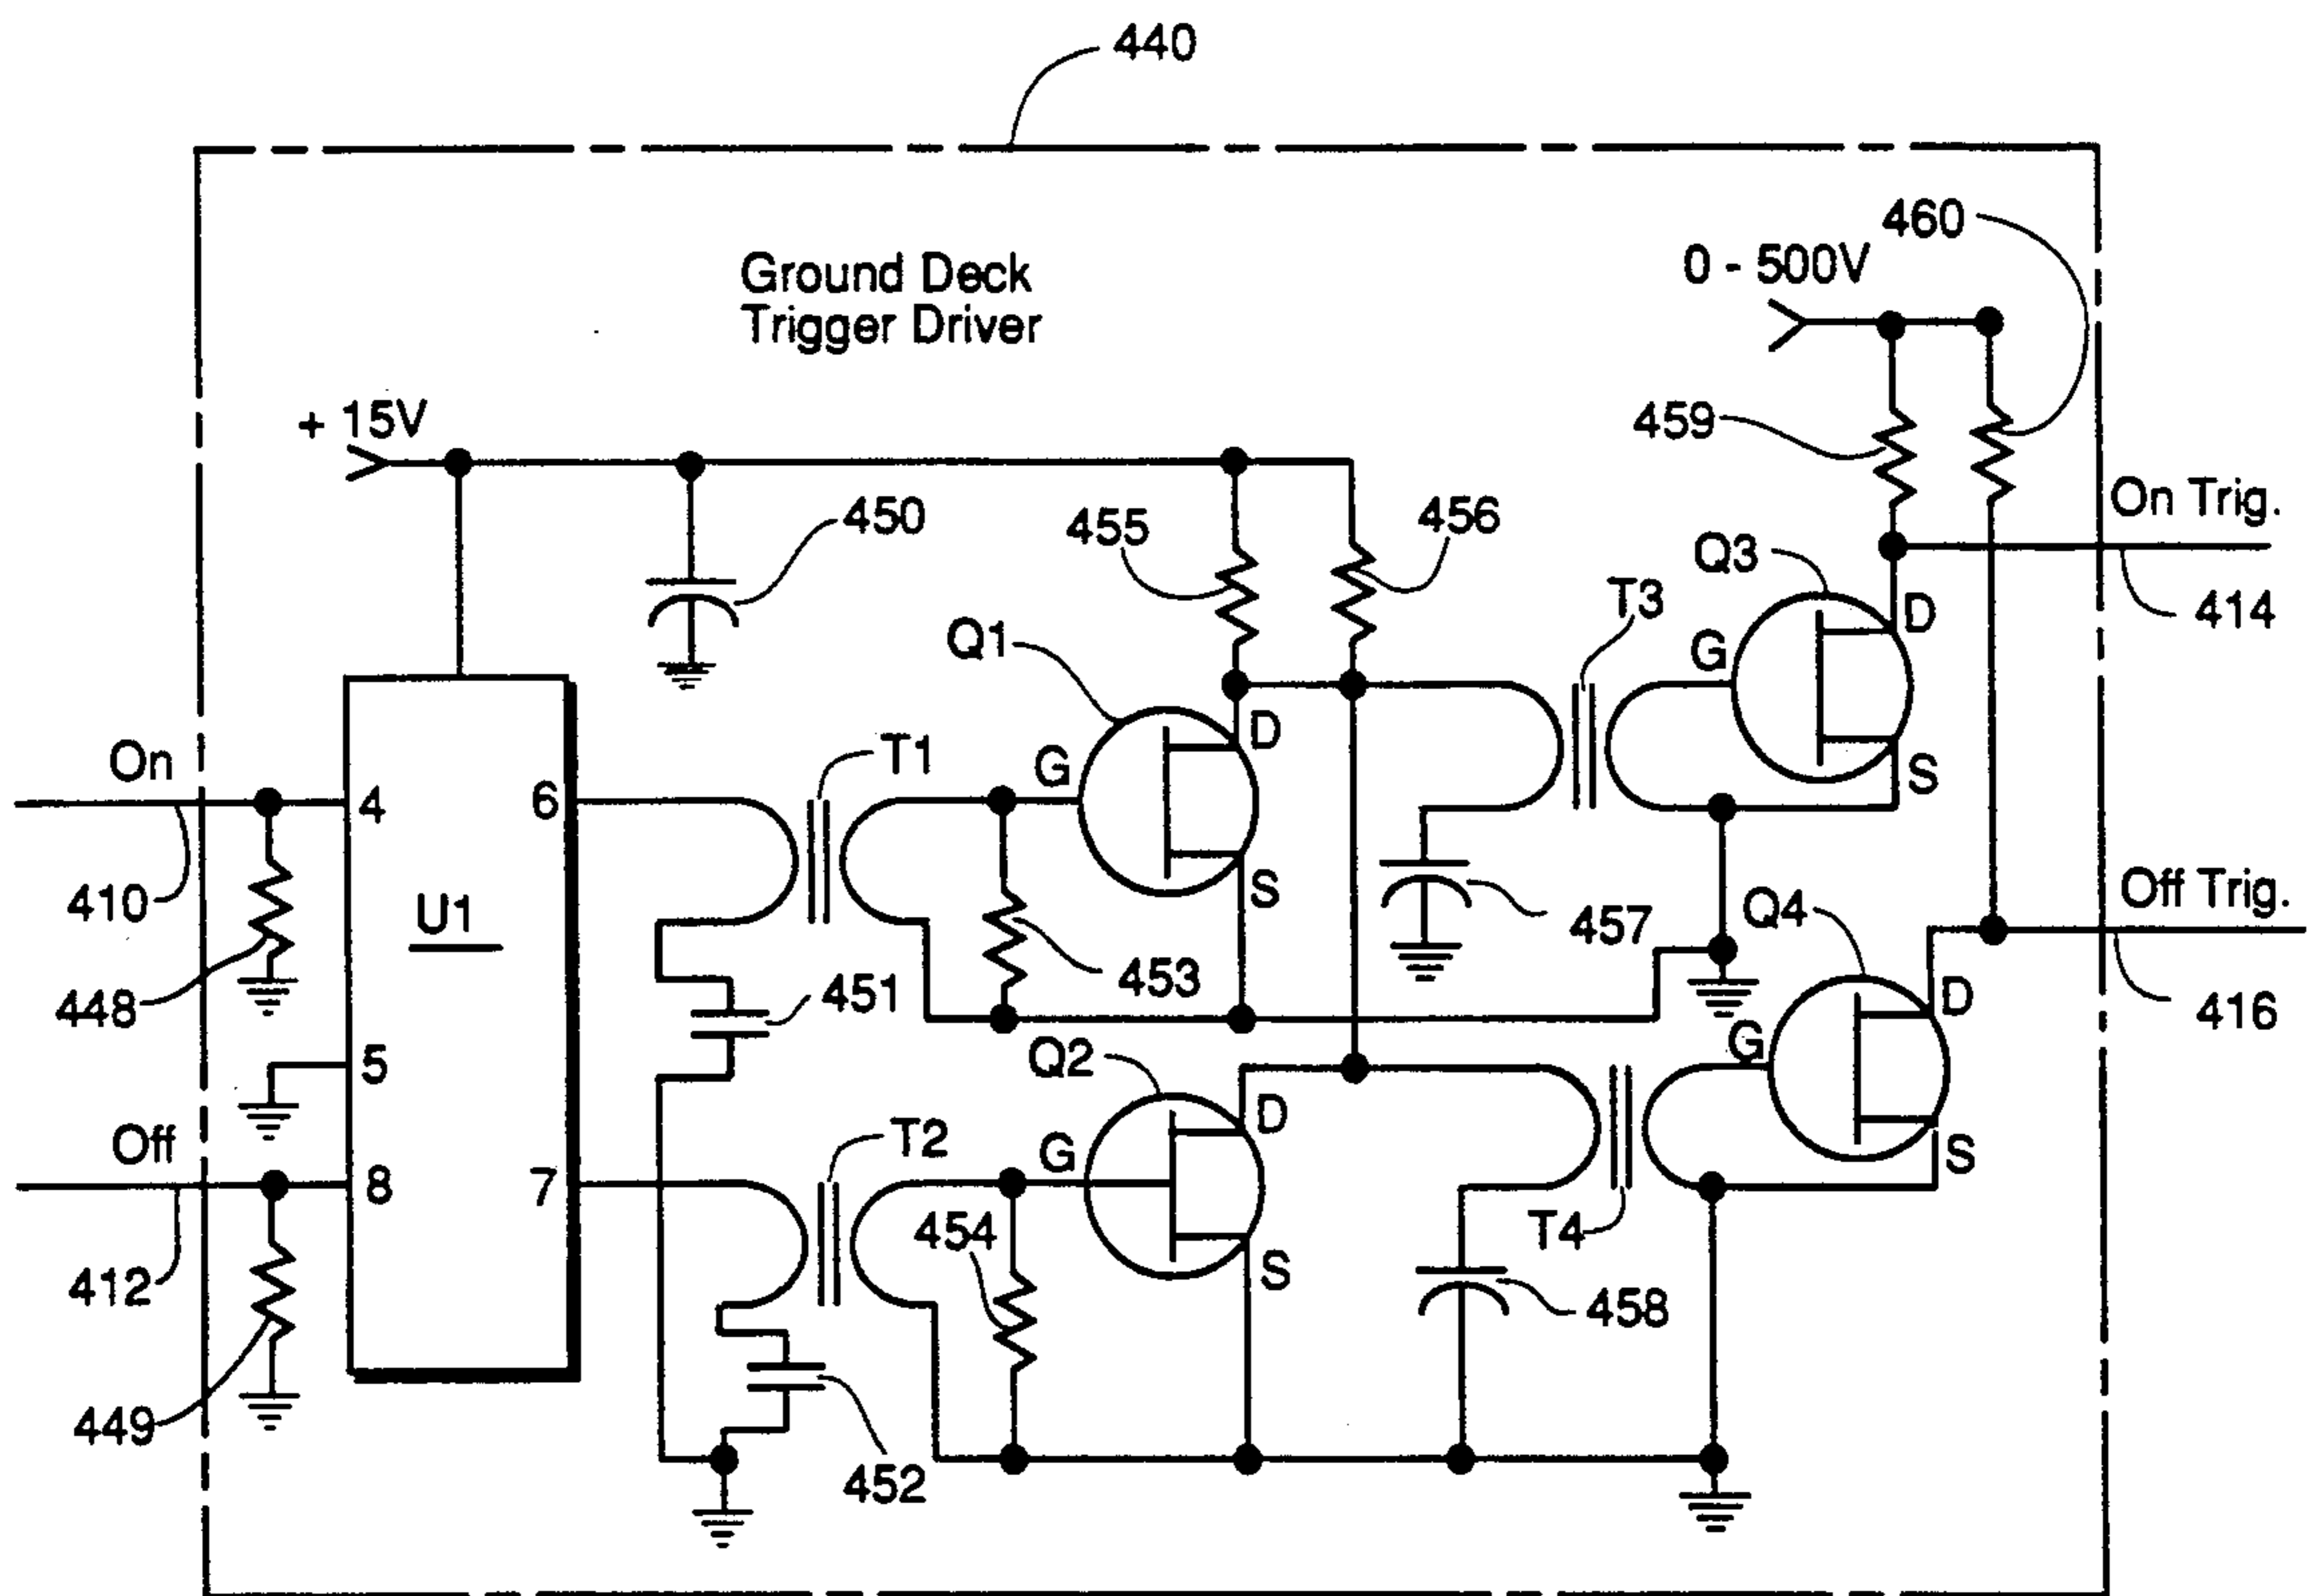 440
460
0 - 500V
Ground Deck
Trigger Driver
459
+ 15V
On Trig.
450
455
456
Q3
T3
D
414
Q1
G
S
On
T1
G
D
4
6
Off Trig.
410
U1
S
457
Q4
448
451
453
D
416
5
Q2
G
Off
T2
D
S
8
7
G
454
T4
412
S
458
449
452